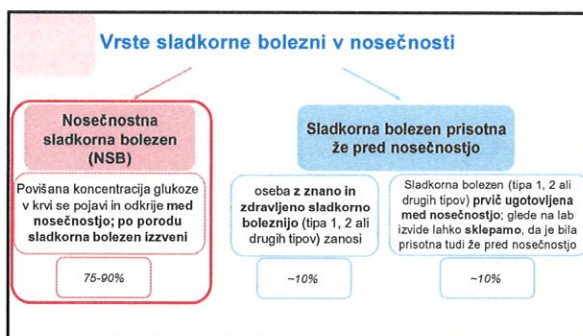 Vrste sladkorne bolezni v nosečnosti
Nosečnostna
sladkorna bolezen
(NSB)
Povišana koncentracija glukoze
v krvi se pojavi in odkrije med
nosečnostjo; po porodu
sladkorna bolezen izzveni
75-90%
Sladkorna bolezen prisotna
že pred nosečnostjo
oseba z znano in
zdravljeno sladkorno
boleznijo (tipa 1, 2 ali
drugih tipov) zanosi
~10%
Sladkorna bolezen (tipa 1, 2 ali
drugih tipov) prvič ugotovljena
med nosečnostjo; glede na lab
izvide lahko sklepamo, da je bila
prisotna tudi že pred nosečnostjo
~10%